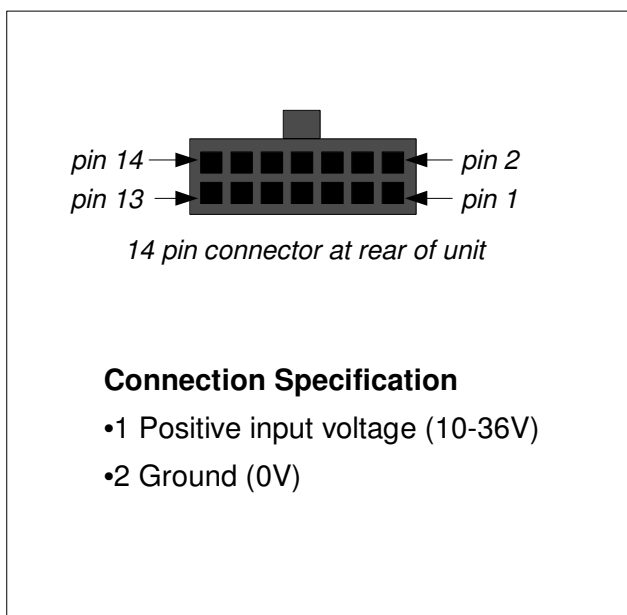 pin 14
pin 2
pin 13
pin 1
14 pin connector at rear of unit
Connection Specification
•1 Positive input voltage (10-36V)
•2 Ground (0V)